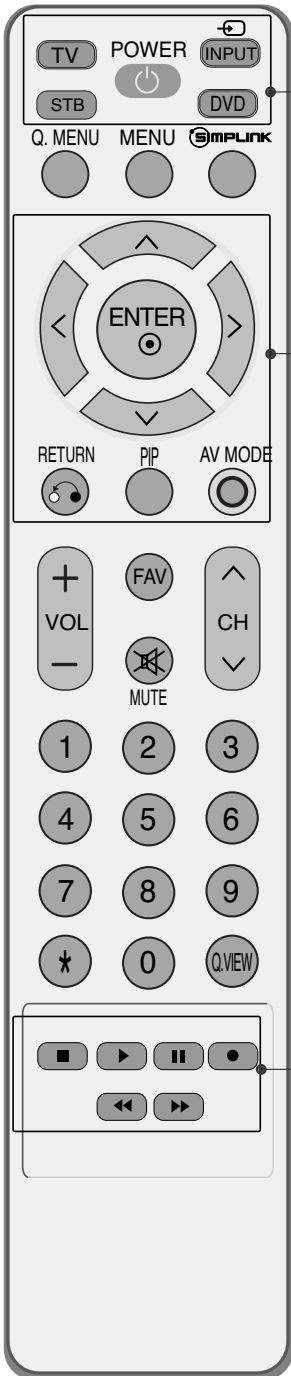 TV POWER INPUT
STB DVD
Q. MENU MENU SIMPLINK
ENTER
RETURN PIP AV MODE
+ FAV
VOL CH
-
MUTE
1 2 3
4 5 6
7 8 9
* 0 Q.VIEW